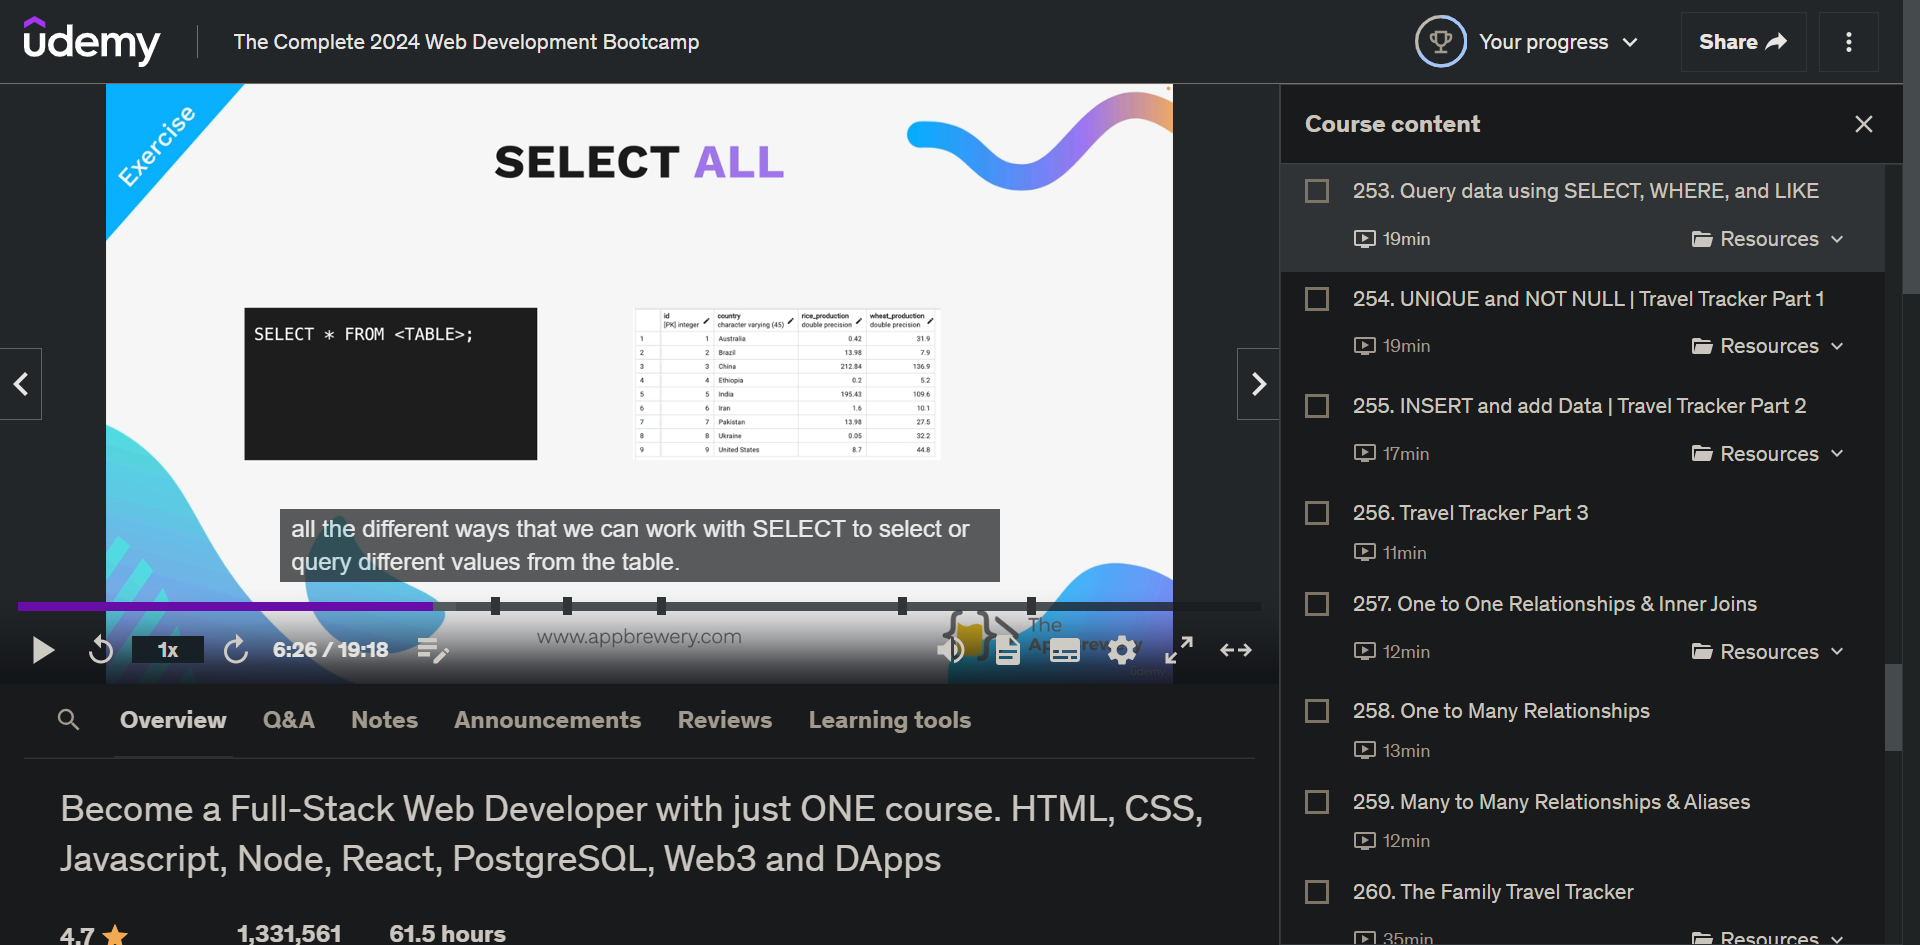 udemy
The Complete 2024 Web Development Bootcamp
Your progress
Share
Exercise
SELECT ALL
SELECT * FROM <TABLE>;
id country rice_production wheat_production
[PK] integer character varying (45) double precision double precision
1 1 Australia 0.42 31.9
2 2 Brazil 13.98 7.9
3 3 China 212.84 136.9
4 4 Ethiopia 0.2 5.2
5 5 India 195.43 109.6
6 6 Iran 1.6 10.1
7 7 Pakistan 13.98 27.5
8 8 Ukraine 0.05 32.2
9 9 United States 8.7 44.8
all the different ways that we can work with SELECT to select or
query different values from the table.
www.appbrewery.com
The
1x
6:26 / 19:18
udemy
Overview
Q&A
Notes
Announcements
Reviews
Learning tools
Become a Full-Stack Web Developer with just ONE course. HTML, CSS,
Javascript, Node, React, PostgreSQL, Web3 and DApps
4.7
1,331,561
61.5 hours
Course content
253. Query data using SELECT, WHERE, and LIKE
19min
Resources
254. UNIQUE and NOT NULL | Travel Tracker Part 1
19min
Resources
255. INSERT and add Data | Travel Tracker Part 2
17min
Resources
256. Travel Tracker Part 3
11min
257. One to One Relationships & Inner Joins
12min
Resources
258. One to Many Relationships
13min
259. Many to Many Relationships & Aliases
12min
260. The Family Travel Tracker
35min
Resources